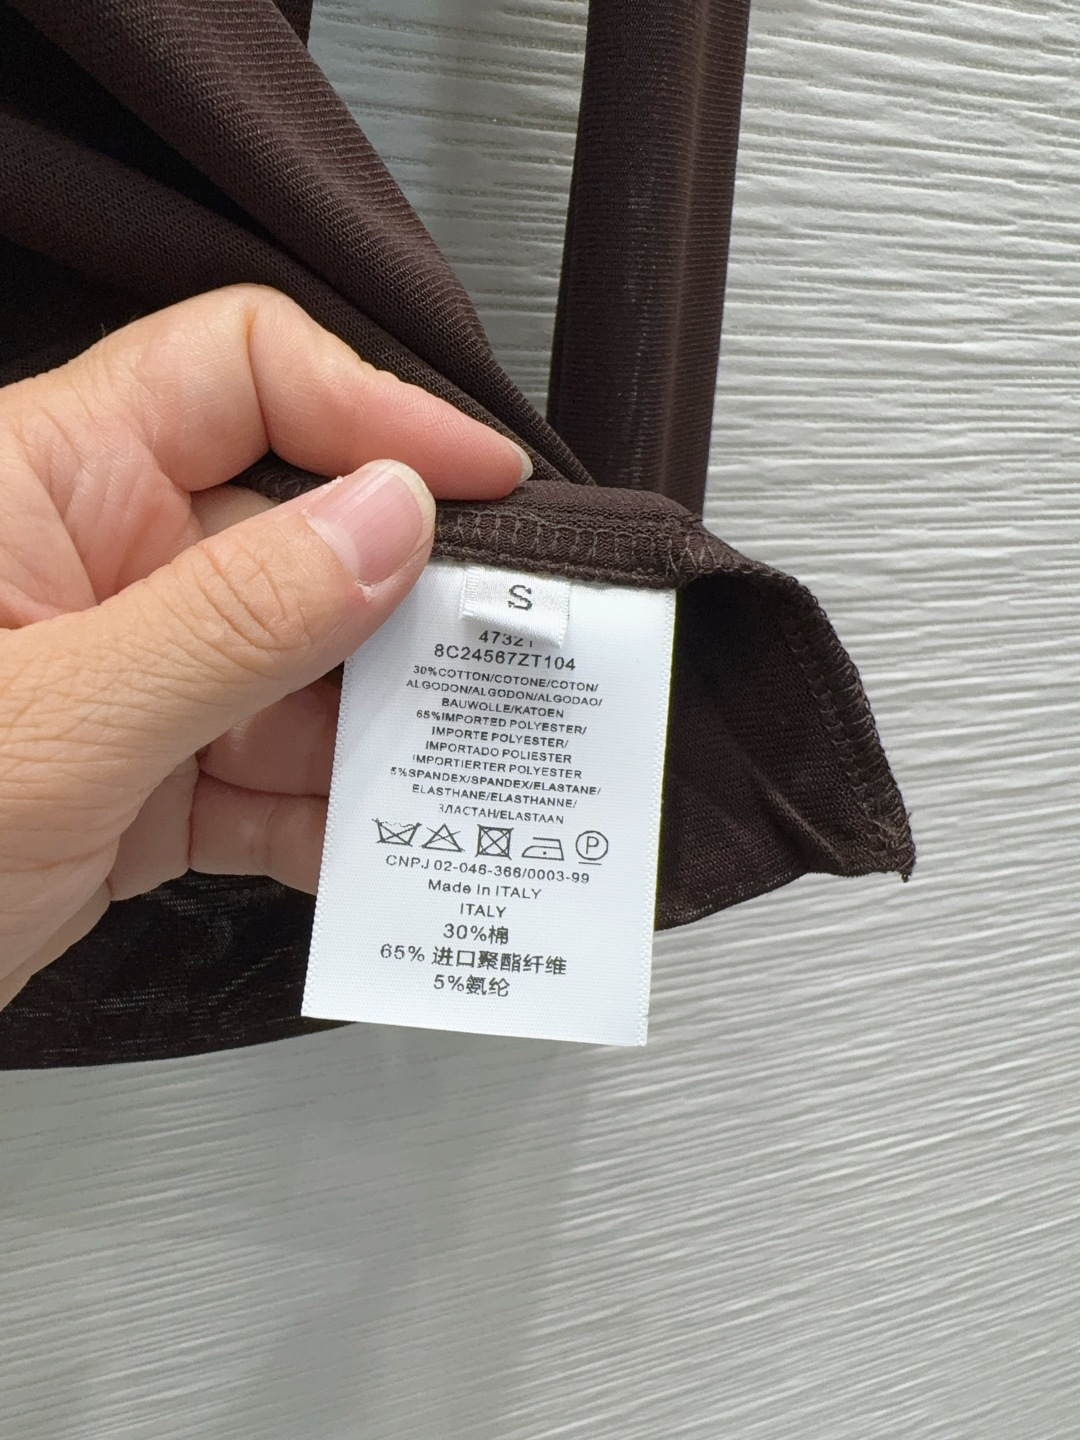 S
47321
8C24567ZT104
30%COTTON/COTONE/COTON/
ALGODON/ALGODON/ALGODAO/
BAUWOLLE/KATOEN
65%IMPORTED POLYESTER/
IMPORTE POLYESTER/
IMPORTADO POLIESTER
IMPORTIERTER POLYESTER
5%SPANDEX/SPANDEX/ELASTANE/
ELASTHANE/ELASTHANNE/
ЗЛАСТАН/ELASTAAN
P
CNPJ 02-046-366/0003-99
Made In ITALY
ITALY
30%棉
65% 进口聚酯纤维
5%氨纶